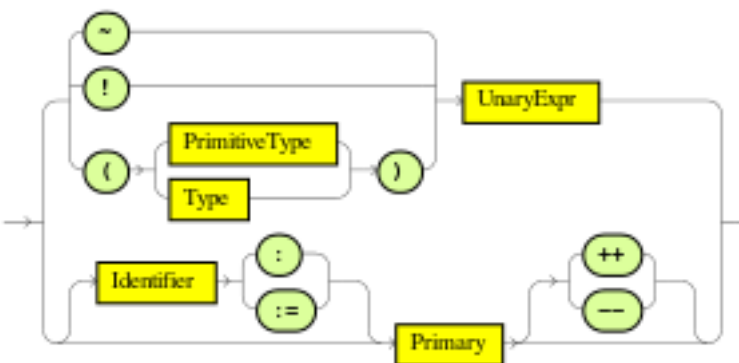 ~
!
UnaryExpr
PrimitiveType
( )
Type
: ++
Identifier
:= --
Primary